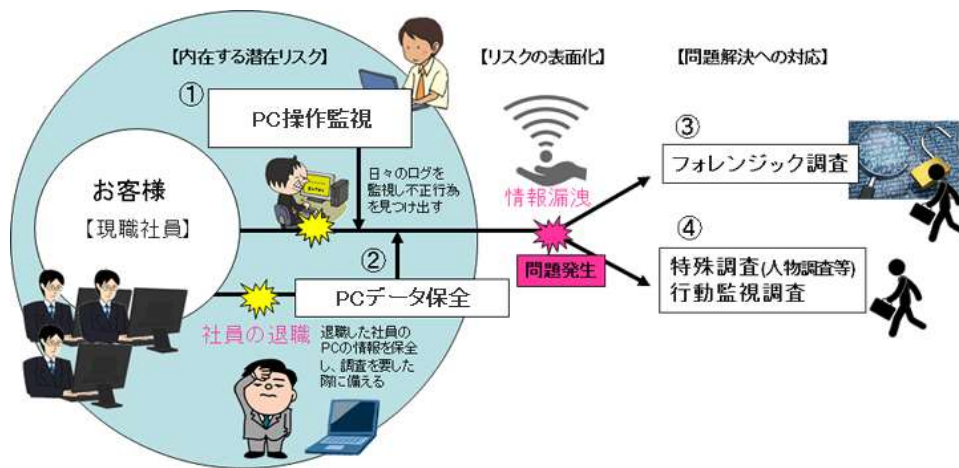 【内在する潜在リスク】
【リスクの表面化】
【問題解決への対応】
①
PC操作監視
日々のログを
監視し不正行為
を見つけ出す
お客様
【現職社員】
②
PCデータ保全
社員の退職
退職した社員の
PCの情報を保全
し、調査を要した
際に備える
情報漏洩
問題発生
③
フォレンジック調査
④
特殊調査(人物調査等)
行動監視調査